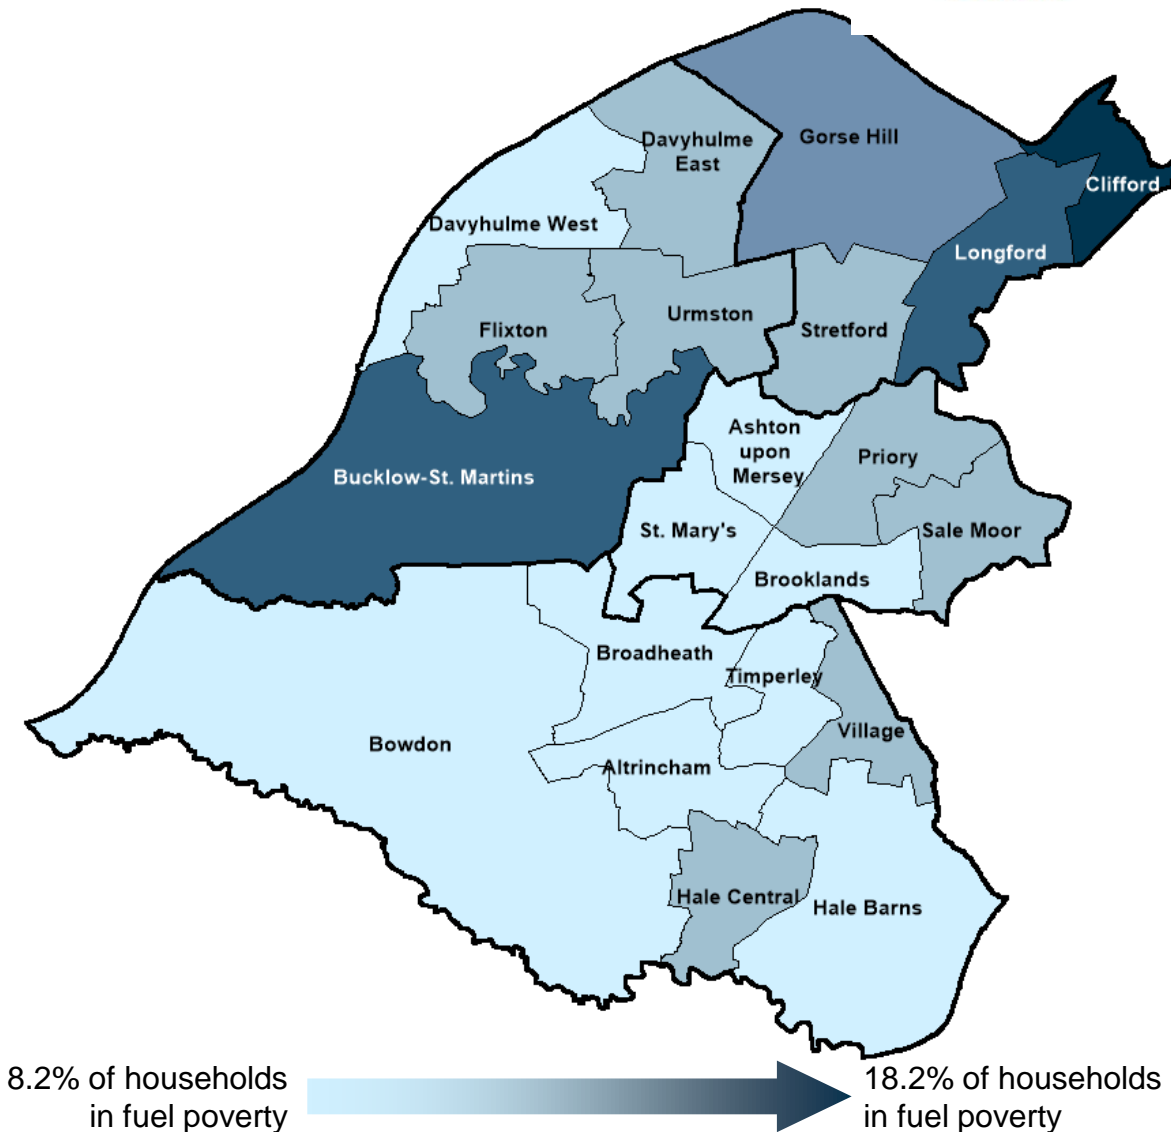 Davyhulme
East
Gorse Hill
Clifford
Davyhulme West
Longford
Flixton
Urmston
Stretford
Ashton
upon
Mersey
Priory
Bucklow-St. Martins
St. Mary's
Sale Moor
Brooklands
Broadheath
Timperley
Village
Bowdon
Altrincham
Hale Central
Hale Barns
8.2% of households
in fuel poverty
18.2% of households
in fuel poverty